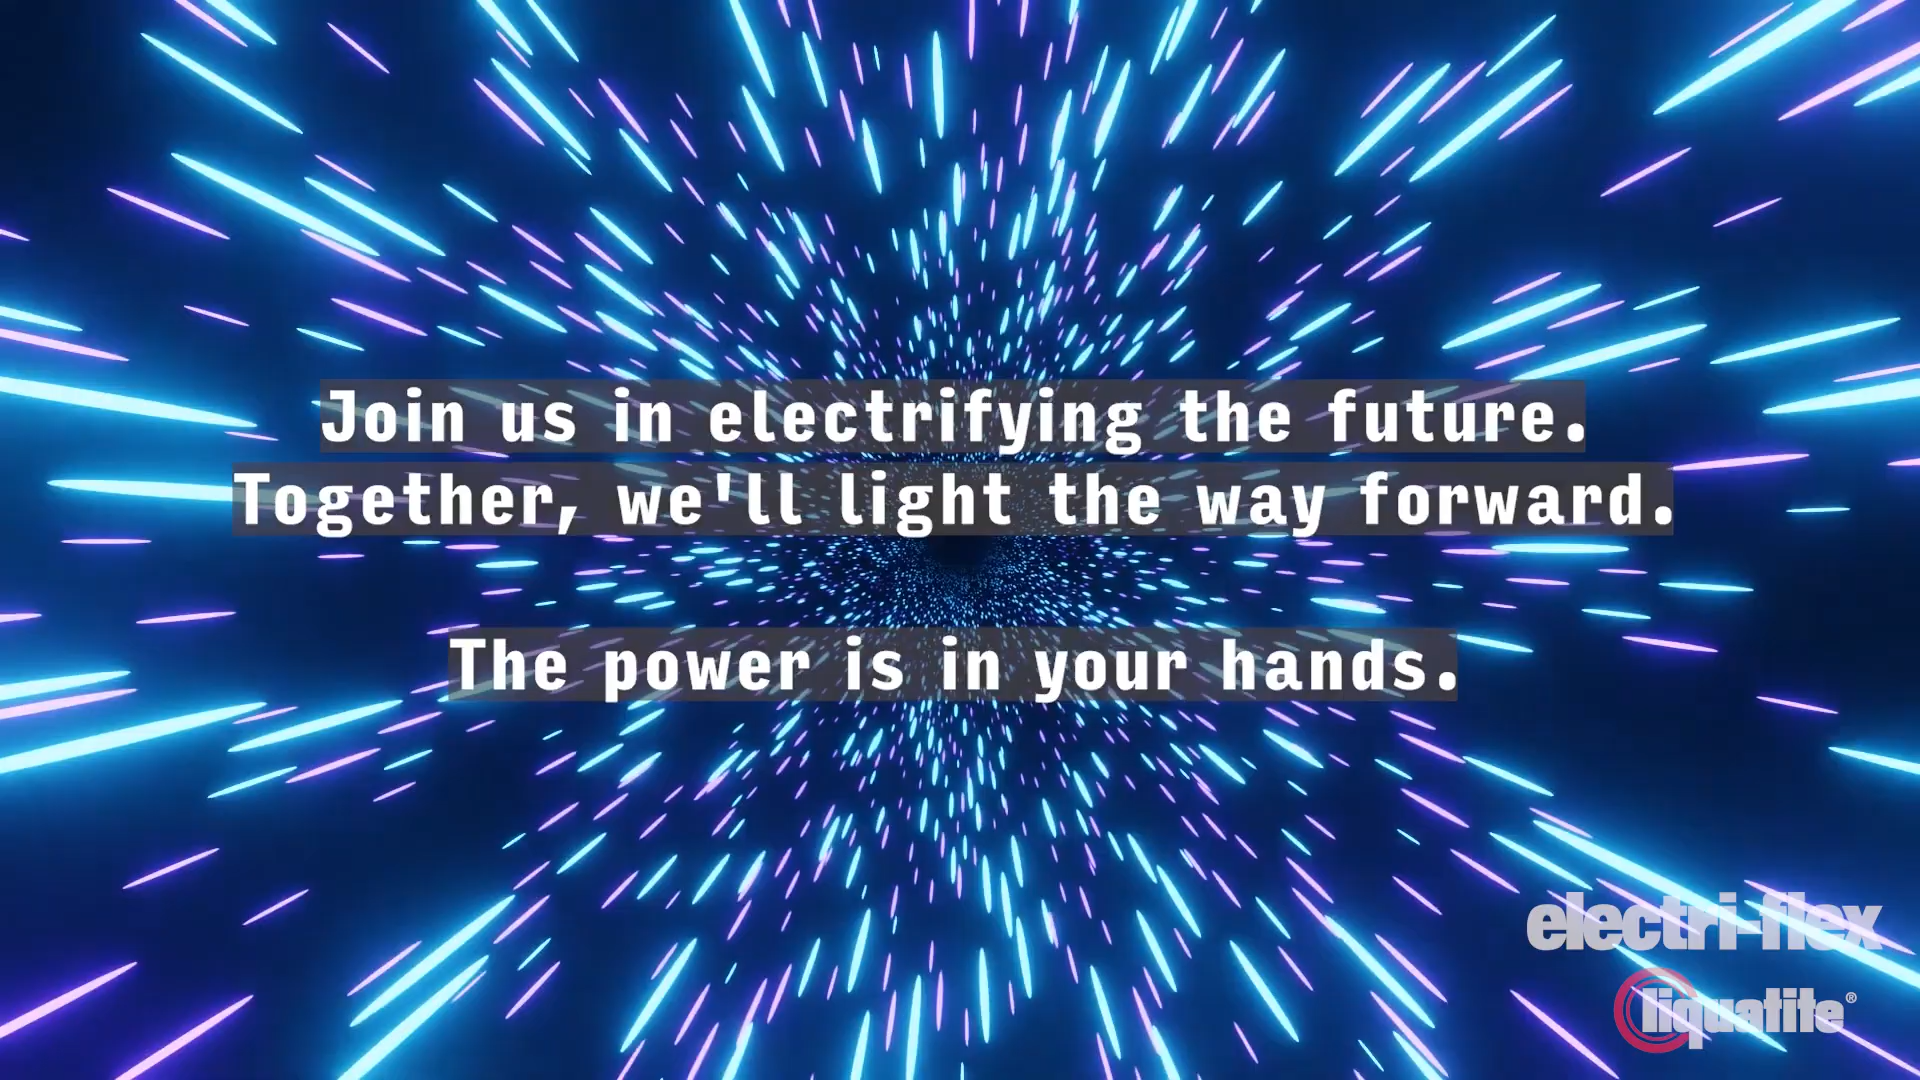 Join us in electrifying the future.
Together, we'll light the way forward.
The power is in your hands.
electri-flex
liquatite®